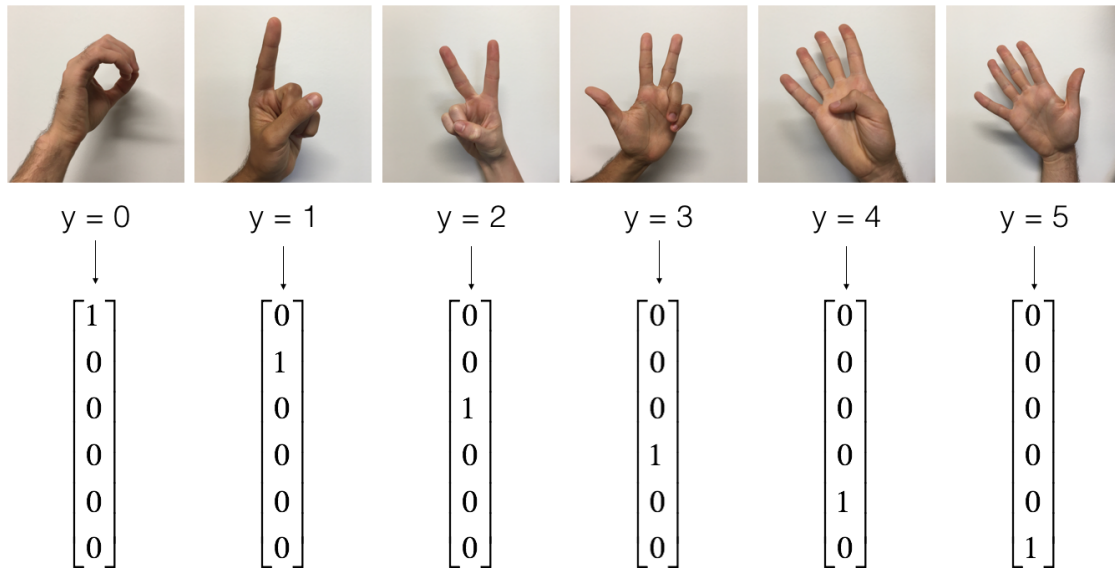 y = 0 y = 1 y = 2 y = 3 y = 4 y = 5
1 0 0 0 0 0
0 1 0 0 0 0
0 0 1 0 0 0
0 0 0 1 0 0
0 0 0 0 1 0
0 0 0 0 0 1